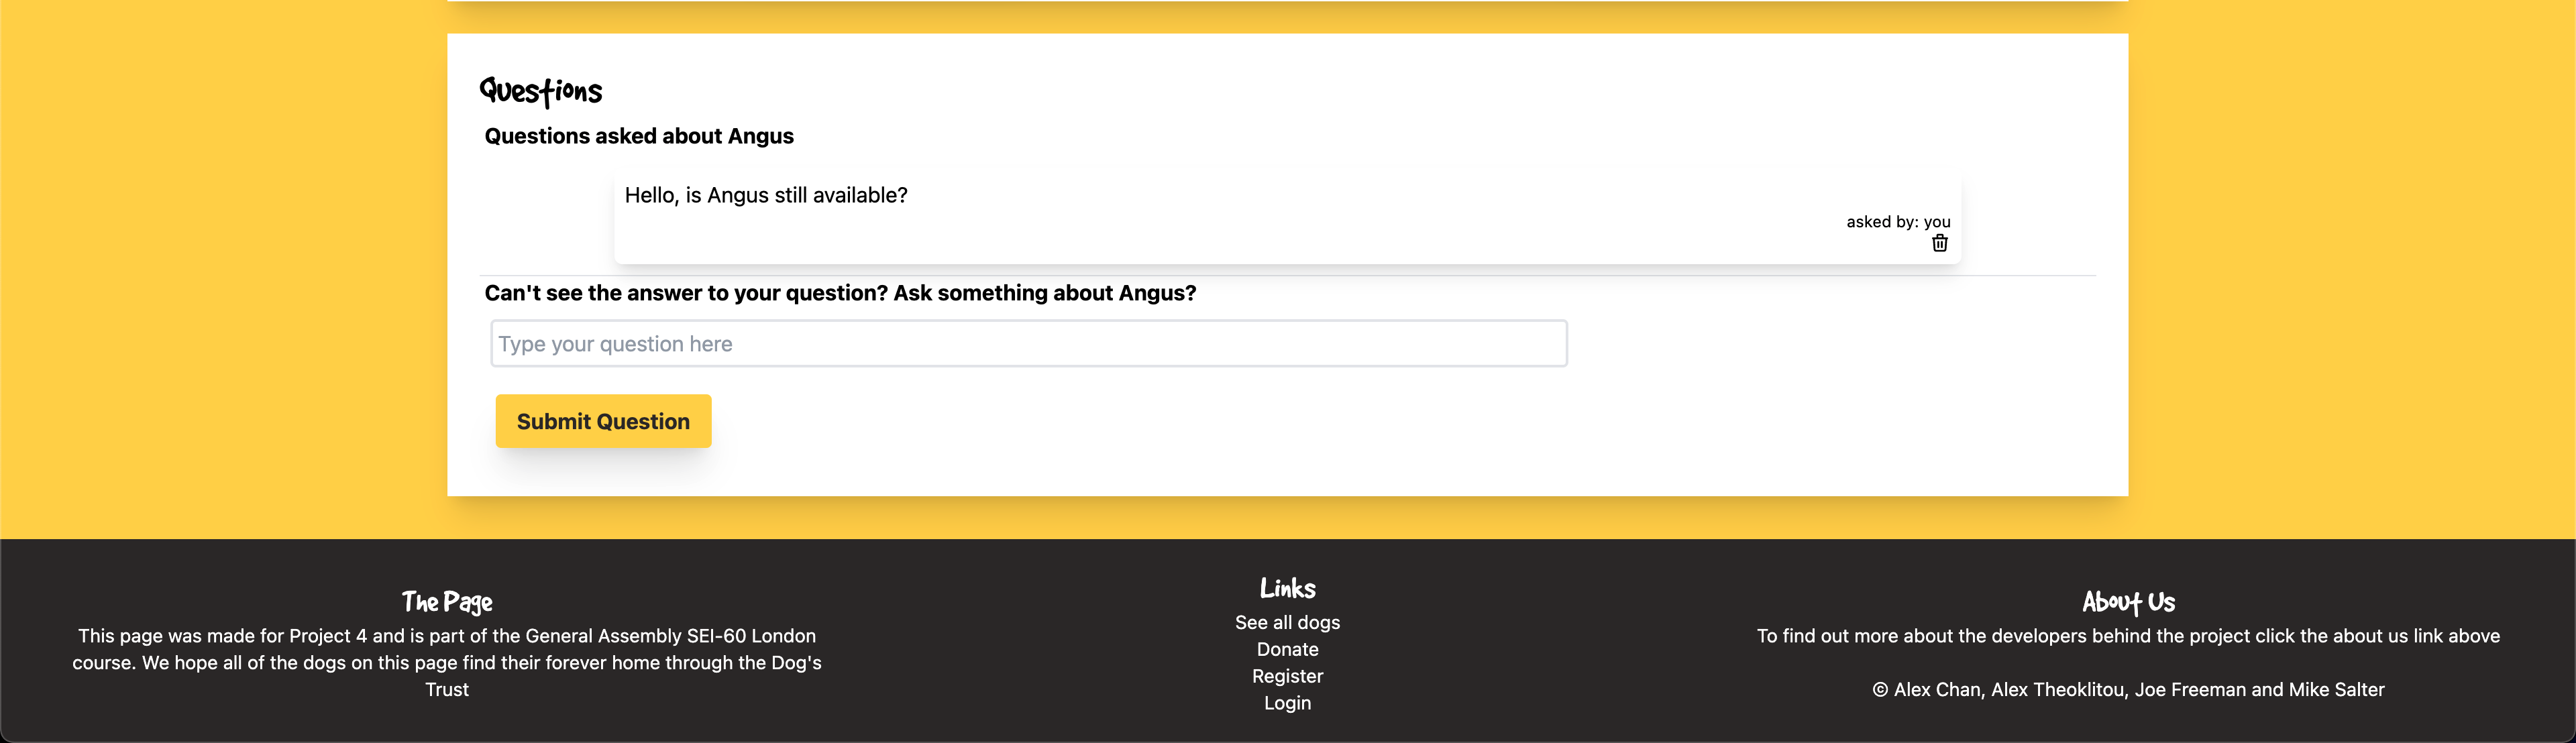 Questions
Questions asked about Angus
Hello, is Angus still available?
asked by: you
Can't see the answer to your question? Ask something about Angus?
Type your question here
Submit Question
The Page
This page was made for Project 4 and is part of the General Assembly SEI-60 London
course. We hope all of the dogs on this page find their forever home through the Dog's
Trust
Links
See all dogs
Donate
Register
Login
About Us
To find out more about the developers behind the project click the about us link above
© Alex Chan, Alex Theoklitou, Joe Freeman and Mike Salter